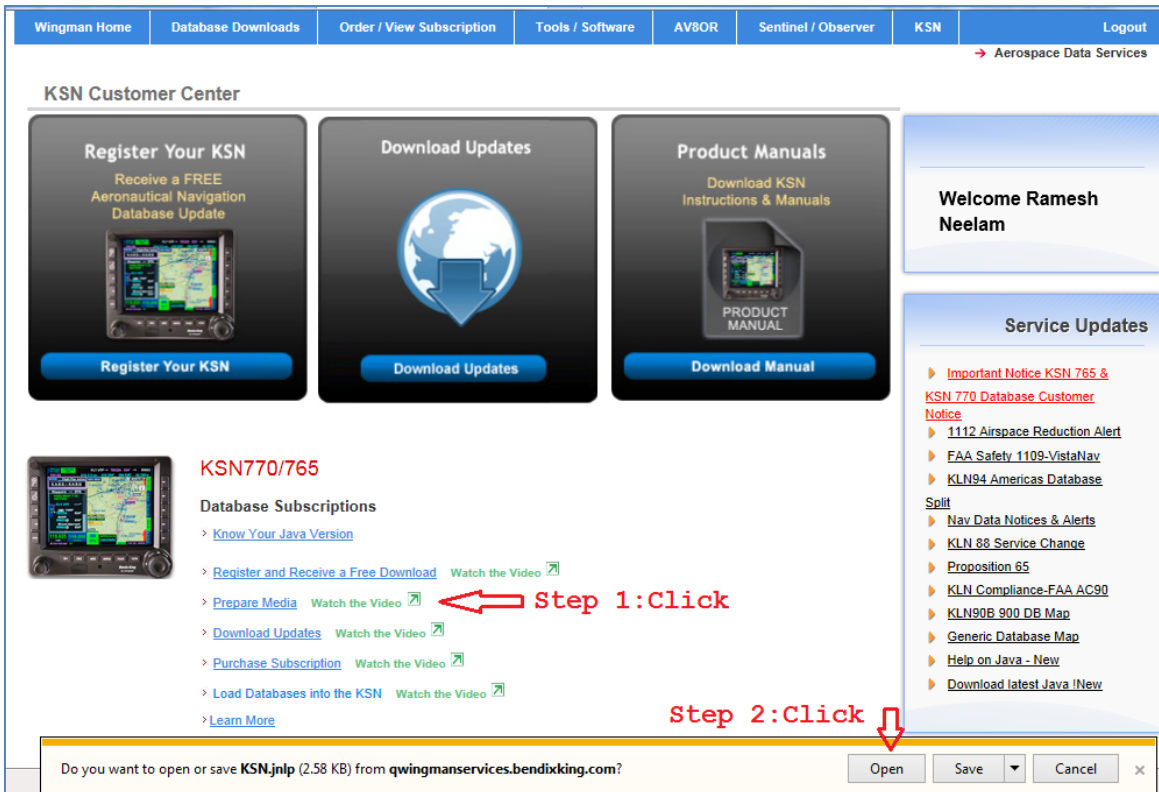 Wingman Home Database Downloads Order / View Subscription Tools / Software AV8OR Sentinel / Observer KSN Logout
Aerospace Data Services
KSN Customer Center
Register Your KSN
Receive a FREE
Aeronautical Navigation
Database Update
Register Your KSN
Download Updates
Download Updates
Product Manuals
Download KSN
Instructions & Manuals
PRODUCT
MANUAL
Download Manual
Welcome Ramesh
Neelam
Service Updates
Important Notice KSN 765 &
KSN 770 Database Customer
Notice
1112 Airspace Reduction Alert
FAA Safety 1109-VistaNav
KLN94 Americas Database
Split
Nav Data Notices & Alerts
KLN 88 Service Change
Proposition 65
KLN Compliance-FAA AC90
KLN90B 900 DB Map
Generic Database Map
Help on Java - New
Download latest Java !New
KSN770/765
Database Subscriptions
Know Your Java Version
Register and Receive a Free Download Watch the Video
Prepare Media Watch the Video Step 1:Click
Download Updates Watch the Video
Purchase Subscription Watch the Video
Load Databases into the KSN Watch the Video
Learn More
Step 2:Click
Do you want to open or save KSN.jnlp (2.58 KB) from qwingmanservices.bendixking.com? Open Save Cancel